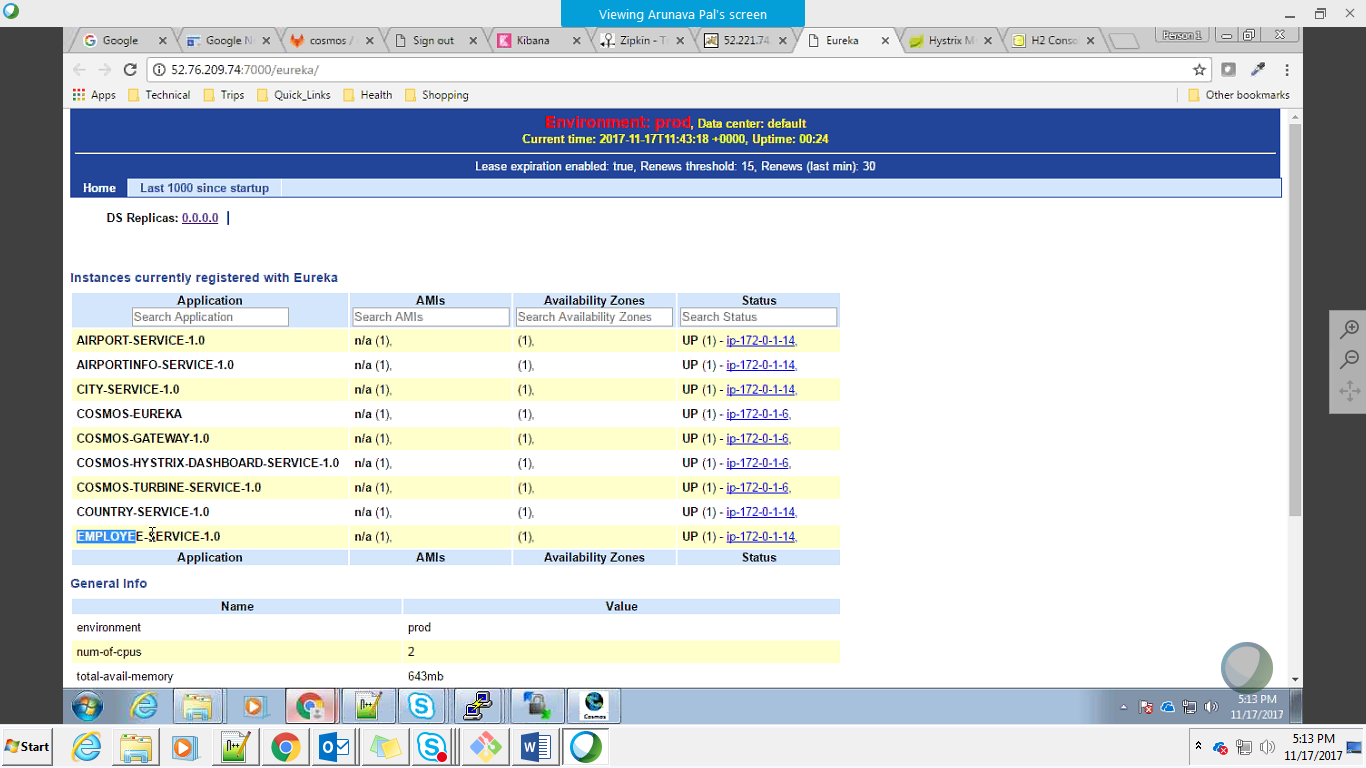 Viewing Arunava Pal's screen
Google
Google N
cosmos /
Sign out
Kibana
Zipkin - T
52.221.74
Eureka
Hystrix M
H2 Conso
Person 1
52.76.209.74:7000/eureka/
Apps
Technical
Trips
Quick_Links
Health
Shopping
Other bookmarks
Environment: prod, Data center: default
Current time: 2017-11-17T11:43:18 +0000, Uptime: 00:24
Lease expiration enabled: true, Renews threshold: 15, Renews (last min): 30
Home Last 1000 since startup
DS Replicas: 0.0.0.0
Instances currently registered with Eureka
Application AMIs Availability Zones Status
Search Application Search AMIs Search Availability Zones Search Status
AIRPORT-SERVICE-1.0 n/a (1), (1), UP (1) - ip-172-0-1-14,
AIRPORTINFO-SERVICE-1.0 n/a (1), (1), UP (1) - ip-172-0-1-14,
CITY-SERVICE-1.0 n/a (1), (1), UP (1) - ip-172-0-1-14,
COSMOS-EUREKA n/a (1), (1), UP (1) - ip-172-0-1-6,
COSMOS-GATEWAY-1.0 n/a (1), (1), UP (1) - ip-172-0-1-6,
COSMOS-HYSTRIX-DASHBOARD-SERVICE-1.0 n/a (1), (1), UP (1) - ip-172-0-1-6,
COSMOS-TURBINE-SERVICE-1.0 n/a (1), (1), UP (1) - ip-172-0-1-6,
COUNTRY-SERVICE-1.0 n/a (1), (1), UP (1) - ip-172-0-1-14,
EMPLOYEE-SERVICE-1.0 n/a (1), (1), UP (1) - ip-172-0-1-14,
Application AMIs Availability Zones Status
General Info
Name Value
environment prod
num-of-cpus 2
total-avail-memory 643mb
Cosmos
5:13 PM
11/17/2017
Start
5:13 PM
11/17/2017